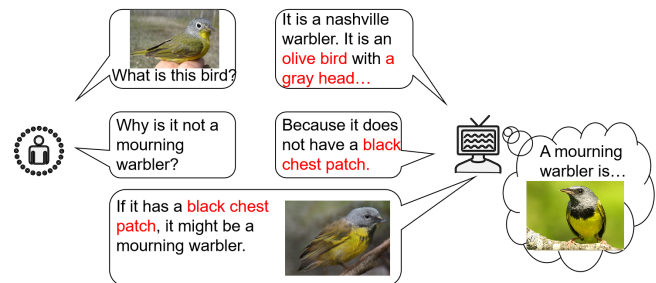 What is this bird?
It is a nashville
warbler. It is an
olive bird with a
gray head…
Why is it not a
mourning
warbler?
Because it does
not have a black
chest patch.
A mourning
warbler is…
If it has a black chest
patch, it might be a
mourning warbler.